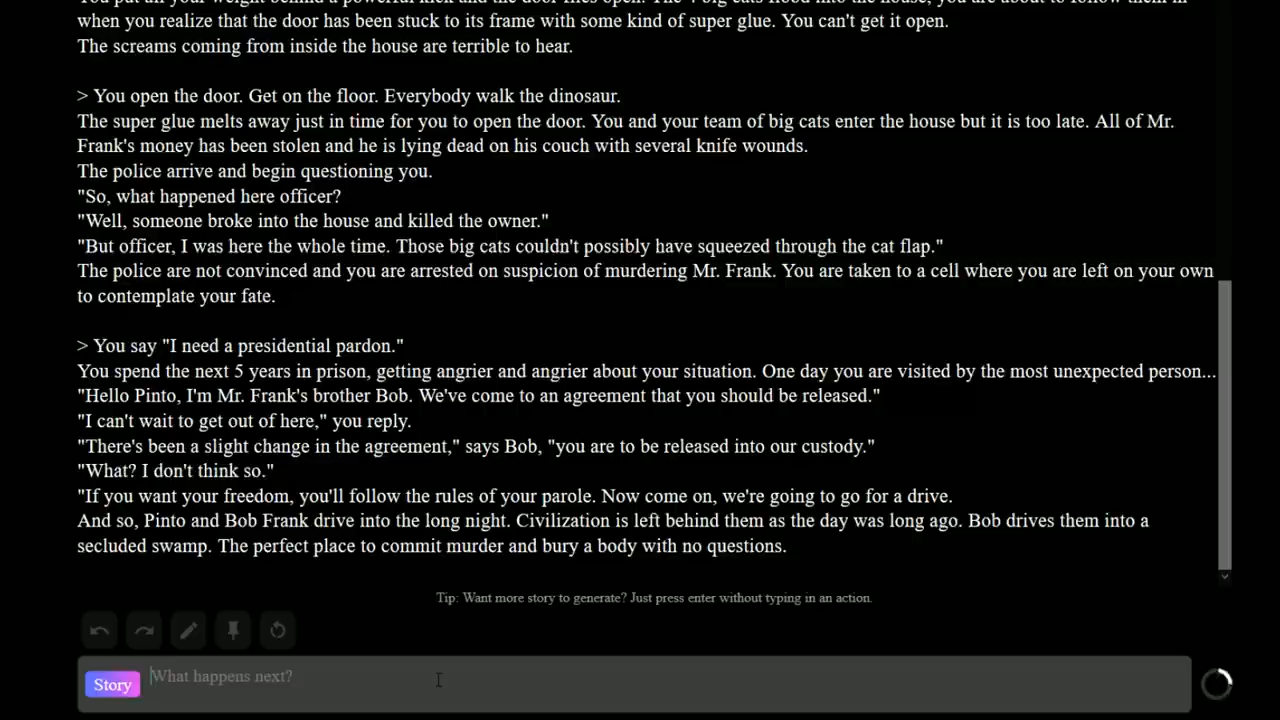 when you realize that the door has been stuck to its frame with some kind of super glue. You can't get it open.
The screams coming from inside the house are terrible to hear.
> You open the door. Get on the floor. Everybody walk the dinosaur.
The super glue melts away just in time for you to open the door. You and your team of big cats enter the house but it is too late. All of Mr.
Frank's money has been stolen and he is lying dead on his couch with several knife wounds.
The police arrive and begin questioning you.
"So, what happened here officer?
"Well, someone broke into the house and killed the owner."
"But officer, I was here the whole time. Those big cats couldn't possibly have squeezed through the cat flap."
The police are not convinced and you are arrested on suspicion of murdering Mr. Frank. You are taken to a cell where you are left on your own
to contemplate your fate.
> You say "I need a presidential pardon."
You spend the next 5 years in prison, getting angrier and angrier about your situation. One day you are visited by the most unexpected person...
"Hello Pinto, I'm Mr. Frank's brother Bob. We've come to an agreement that you should be released."
"I can't wait to get out of here," you reply.
"There's been a slight change in the agreement," says Bob, "you are to be released into our custody."
"What? I don't think so."
"If you want your freedom, you'll follow the rules of your parole. Now come on, we're going to go for a drive.
And so, Pinto and Bob Frank drive into the long night. Civilization is left behind them as the day was long ago. Bob drives them into a
secluded swamp. The perfect place to commit murder and bury a body with no questions.
Tip: Want more story to generate? Just press enter without typing in an action.
Story What happens next?